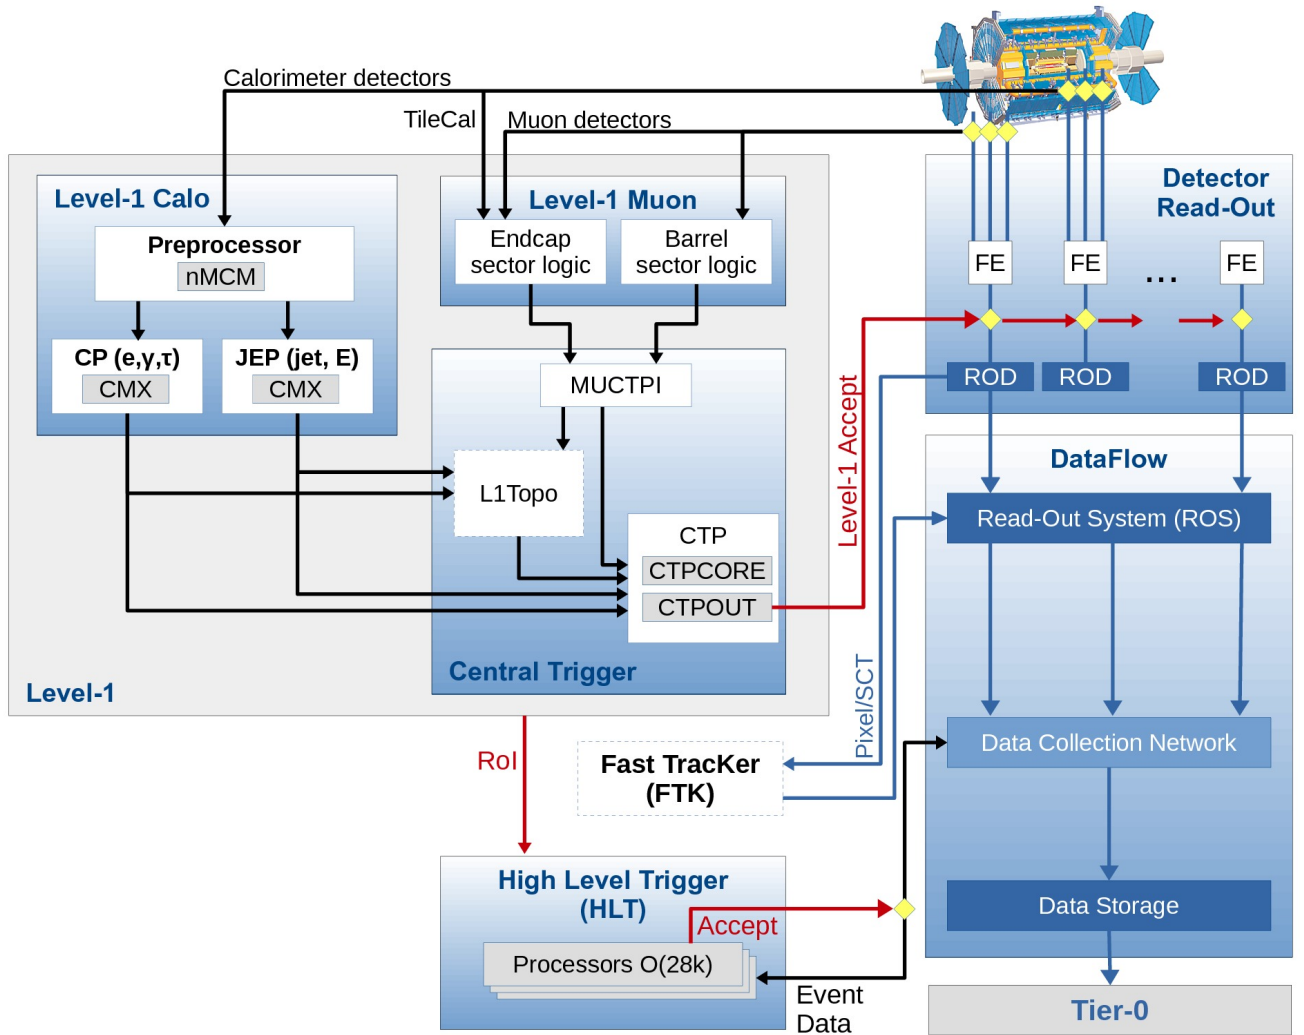 Calorimeter detectors
TileCal
Muon detectors
Level-1 Calo
Preprocessor
nMCM
CP (e,γ,τ)
CMX
JEP (jet, E)
CMX
Level-1 Muon
Endcap
sector logic
Barrel
sector logic
MUCTPI
L1Topo
CTP
CTPCORE
CTPOUT
Central Trigger
Level-1
Level-1 Accept
Detector
Read-Out
FE
FE
...
FE
ROD
ROD
ROD
DataFlow
Read-Out System (ROS)
Pixel/SCT
Data Collection Network
RoI
Fast TracKer
(FTK)
High Level Trigger
(HLT)
Accept
Processors O(28k)
Event
Data
Data Storage
Tier-0